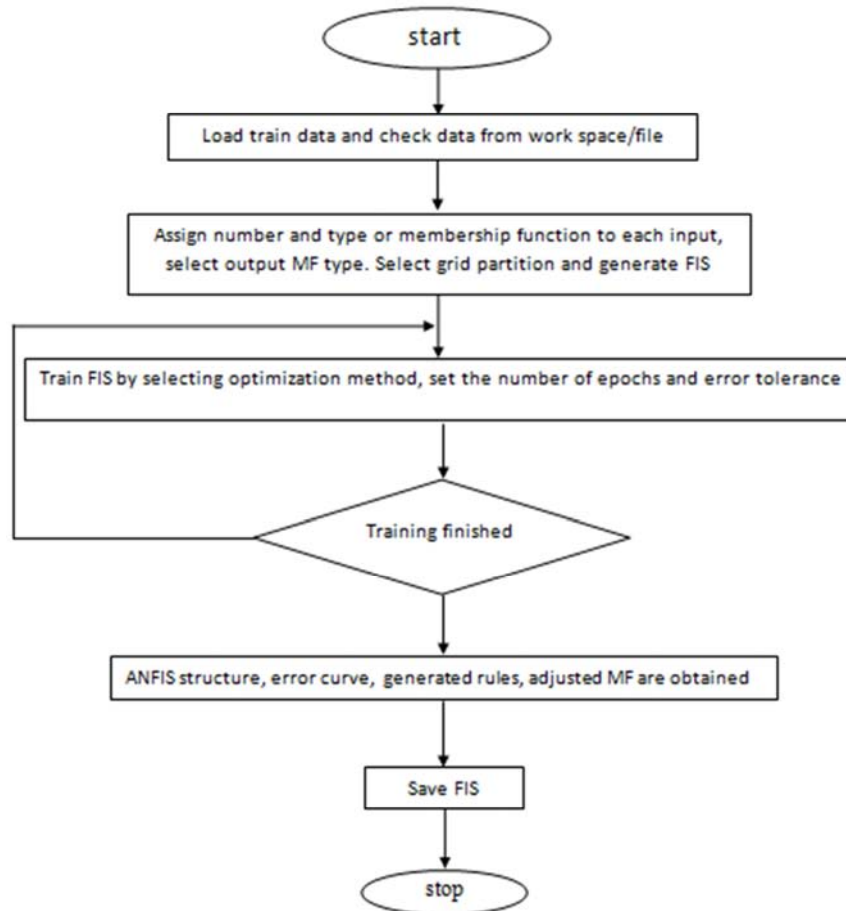 start
Load train data and check data from work space/file
Assign number and type or membership function to each input,
select output MF type. Select grid partition and generate FIS
Train FIS by selecting optimization method, set the number of epochs and error tolerance
Training finished
ANFIS structure, error curve, generated rules, adjusted MF are obtained
Save FIS
stop